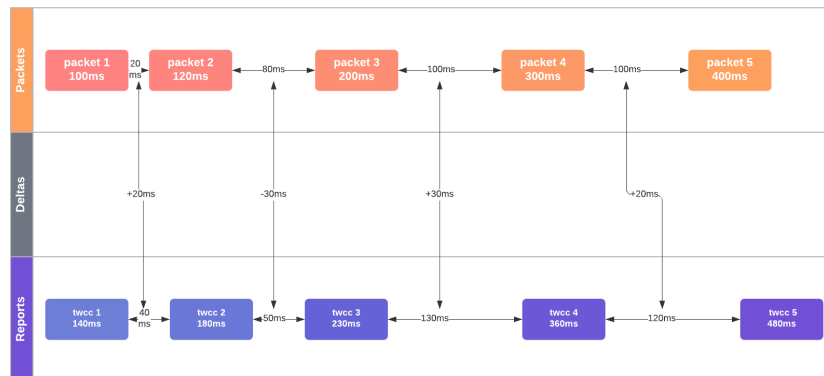 Packets
packet 1
100ms
20
ms
packet 2
120ms
80ms
packet 3
200ms
100ms
packet 4
300ms
100ms
packet 5
400ms
Deltas
+20ms
-30ms
+30ms
+20ms
Reports
twcc 1
140ms
40
ms
twcc 2
180ms
50ms
twcc 3
230ms
130ms
twcc 4
360ms
120ms
twcc 5
480ms